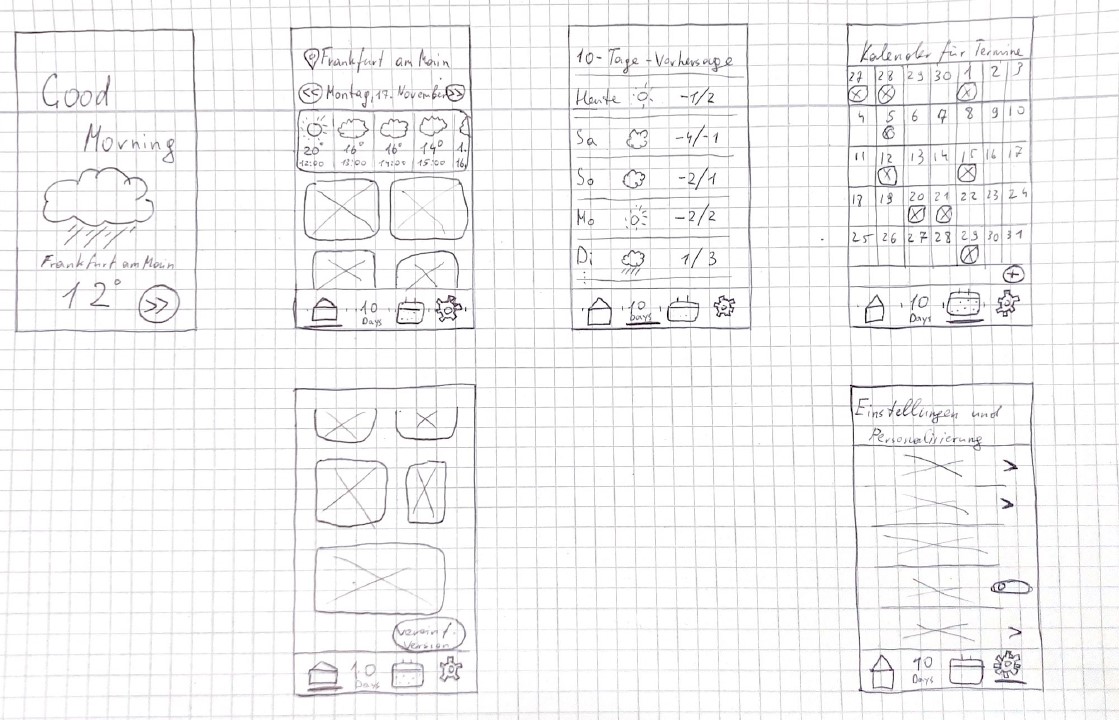 Good
Morning
Frankfurt am Main
12°
>>
Frankfurt am Main
<< Montag, 17. November >>
20° 16° 16° 14° 1.
12:00 13:00 14:00 15:00 16
10
Days
10-Tage-Vorhersage
Heute -1/2
Sa -4/-1
So -2/1
Mo -2/2
Di 1/3
10
Days
Kalender für Termine
27 28 29 30 1 2 3
4 5 6 7 8 9 10
11 12 13 14 15 16 17
18 19 20 21 22 23 24
25 26 27 28 29 30 31
+
10
Days
Version
10
Days
Einstellungen und
Personalisierung
>
>
>
10
Days